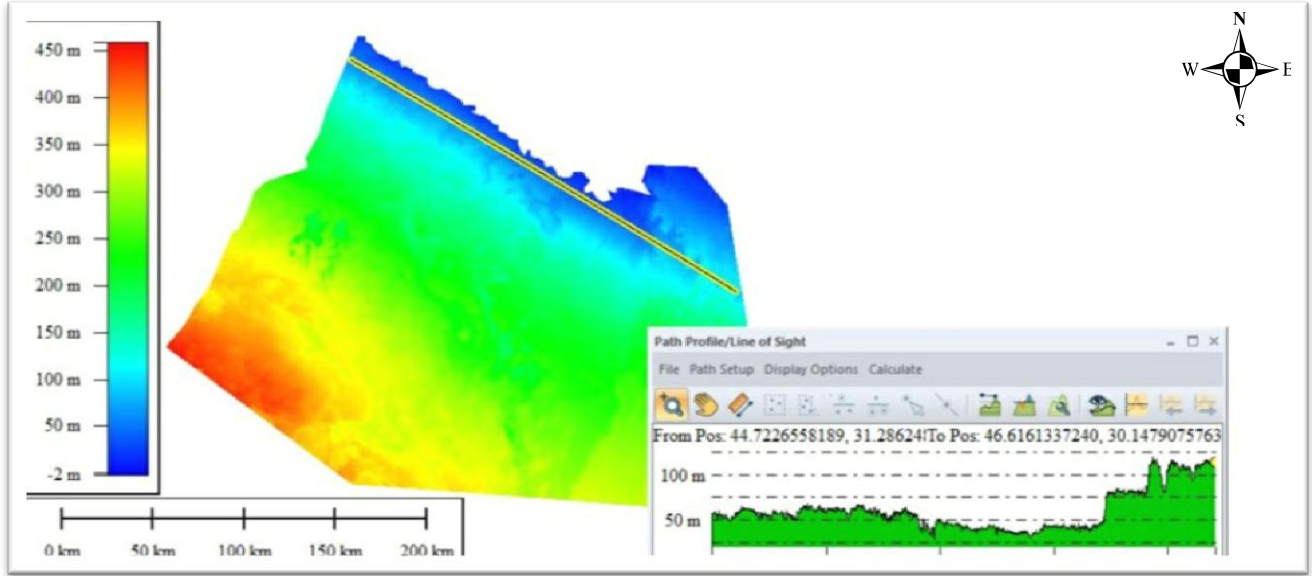 N
W E
S
450 m
400 m
350 m
300 m
250 m
200 m
150 m
100 m
50 m
-2 m
0 km 50 km 100 km 150 km 200 km
Path Profile/Line of Sight
File Path Setup Display Options Calculate
From Pos: 44.7226558189, 31.28624 To Pos: 46.6161337240, 30.1479075763
100 m
50 m